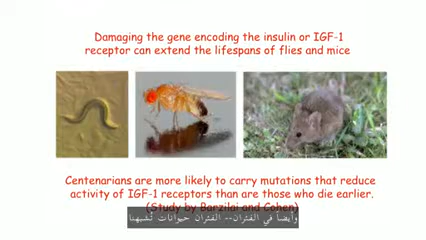 Damaging the gene encoding the insulin or IGF-1
receptor can extend the lifespans of flies and mice
Centenarians are more likely to carry mutations that reduce
activity of IGF-1 receptors than are those who die earlier.
(Study by Barzilai and Cohen)
وأيضا في الفئران-- الفئران حيوانات تشبهنا